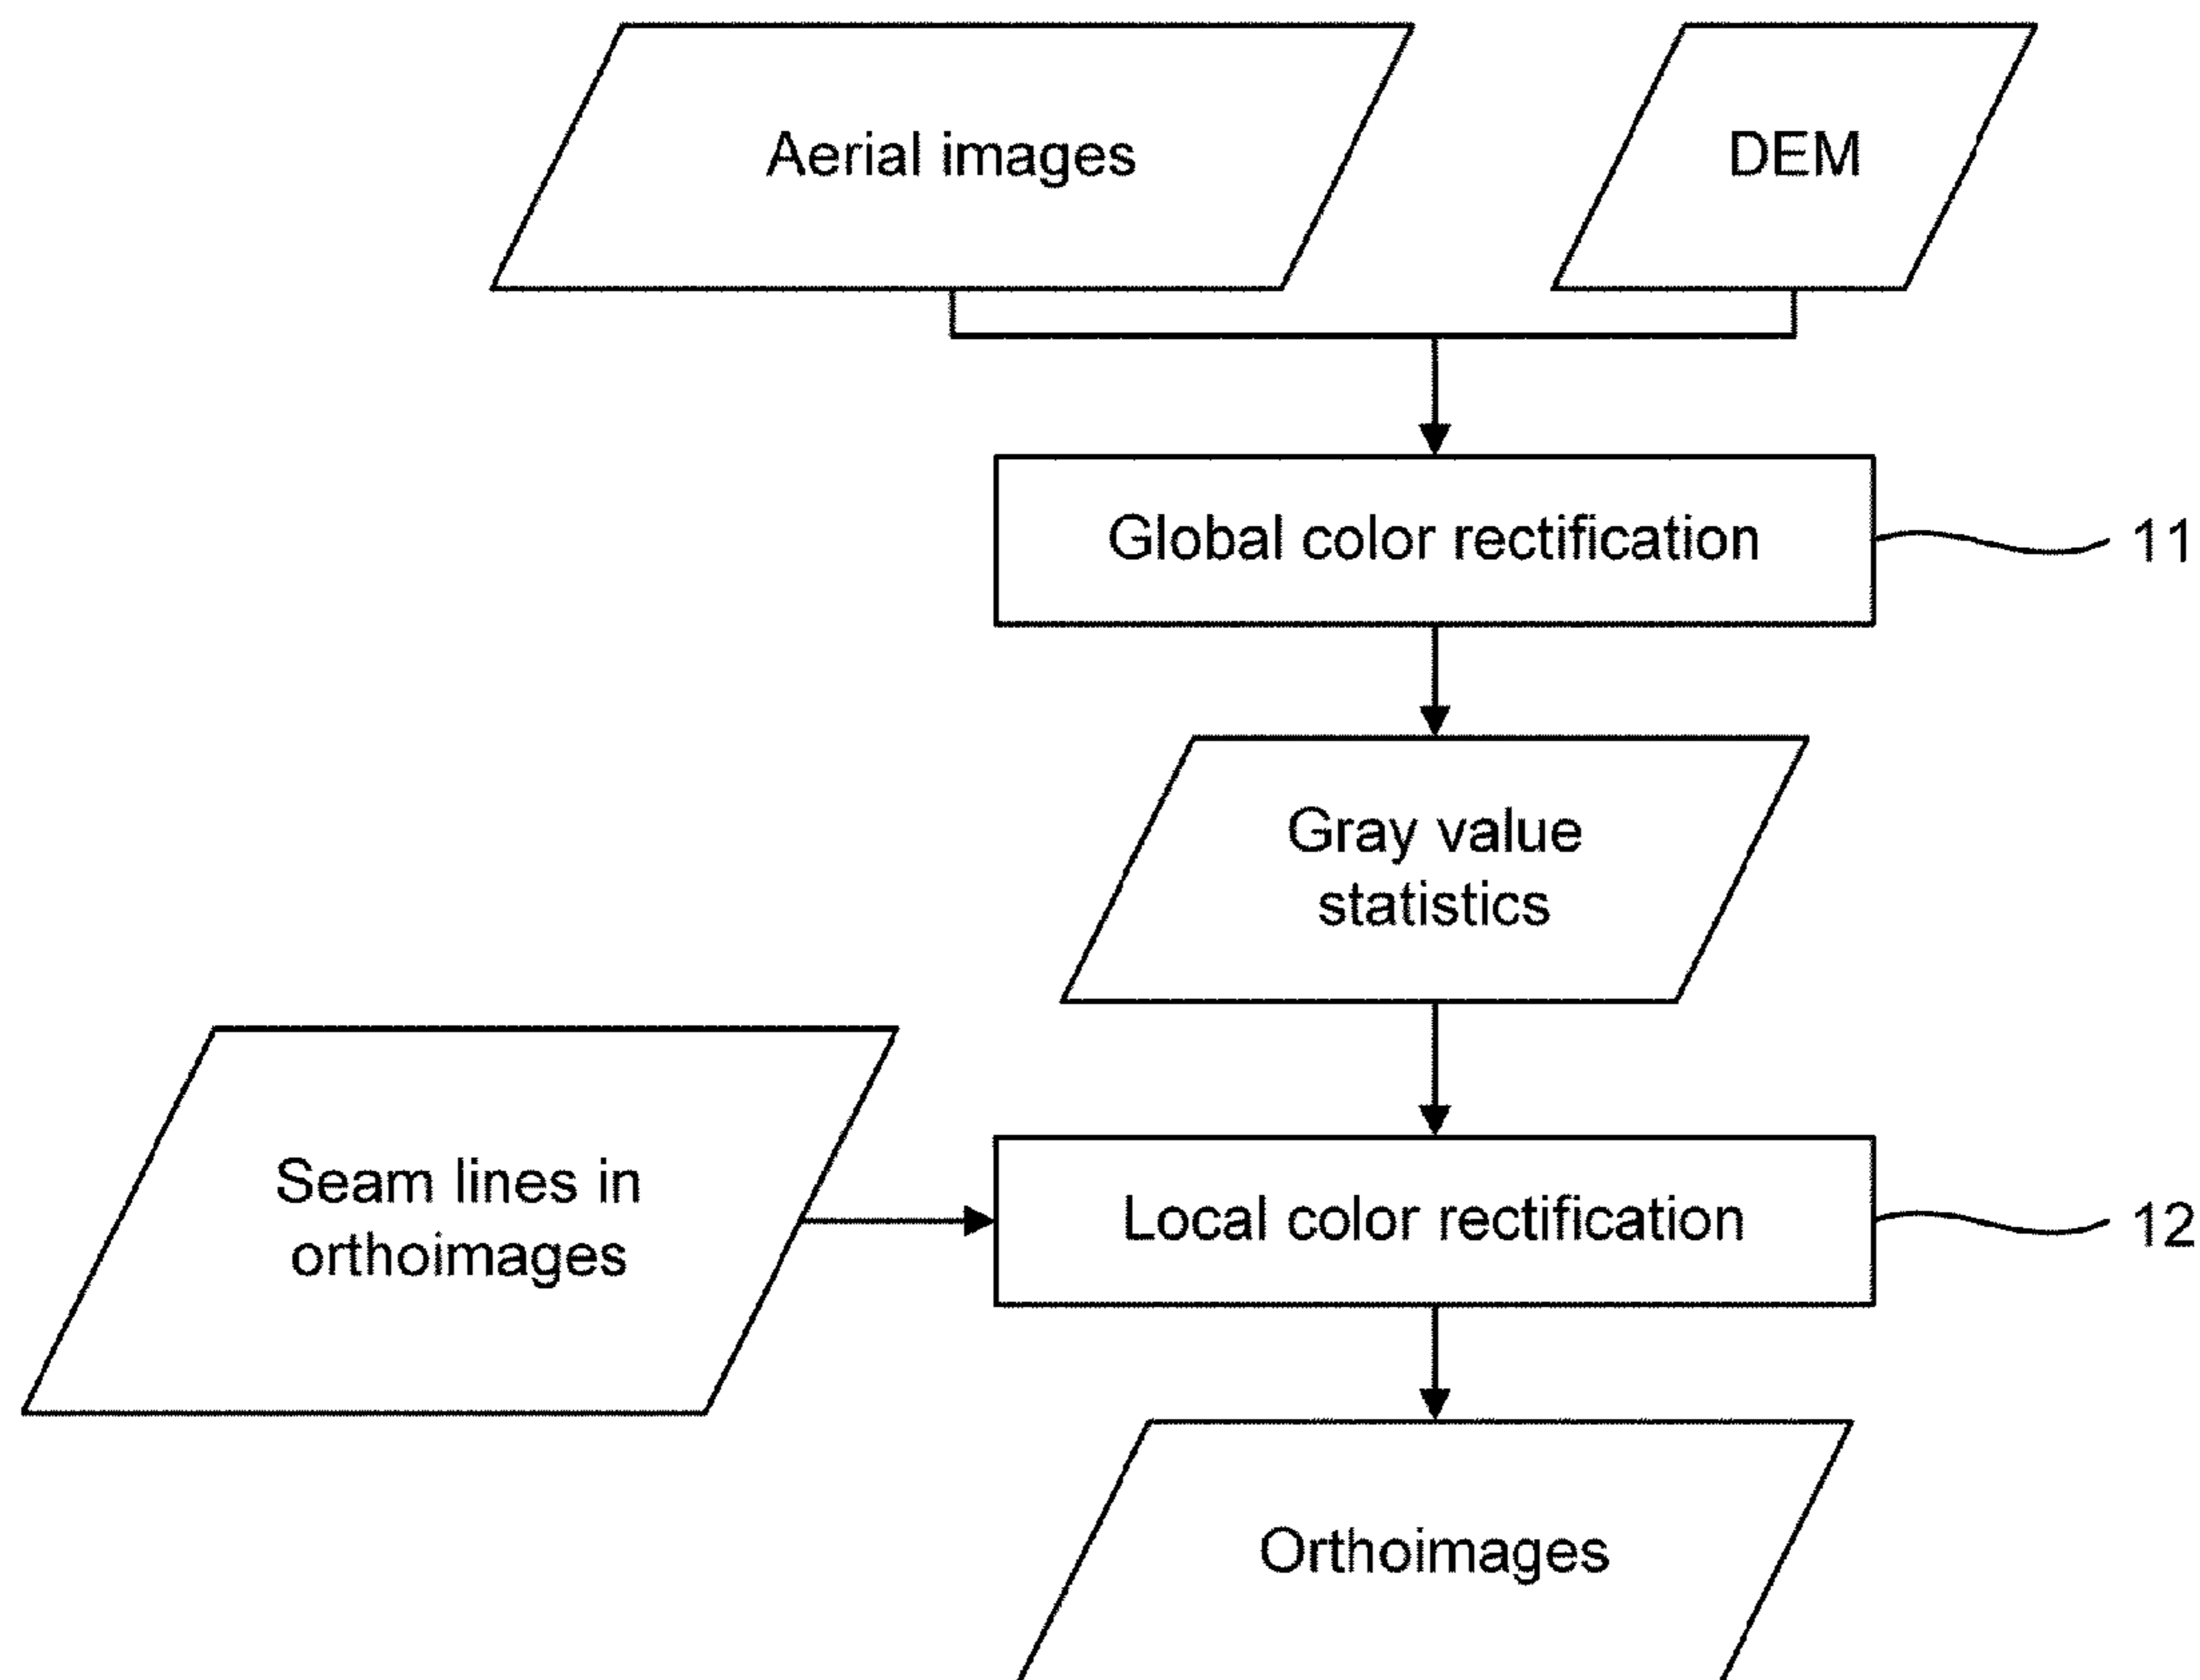 Aerial images
DEM
Global color rectification
11
Gray value
statistics
Seam lines in
orthoimages
Local color rectification
12
Orthoimages